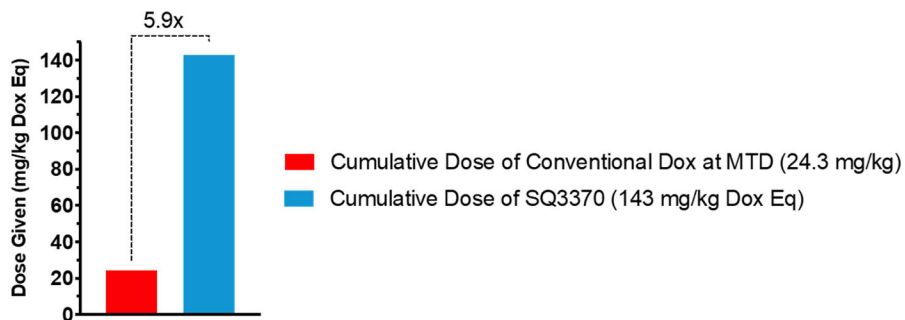 5.9x
Dose Given (mg/kg Dox Eq)
140
120
100
80
60
40
20
0
Cumulative Dose of Conventional Dox at MTD (24.3 mg/kg)
Cumulative Dose of SQ3370 (143 mg/kg Dox Eq)